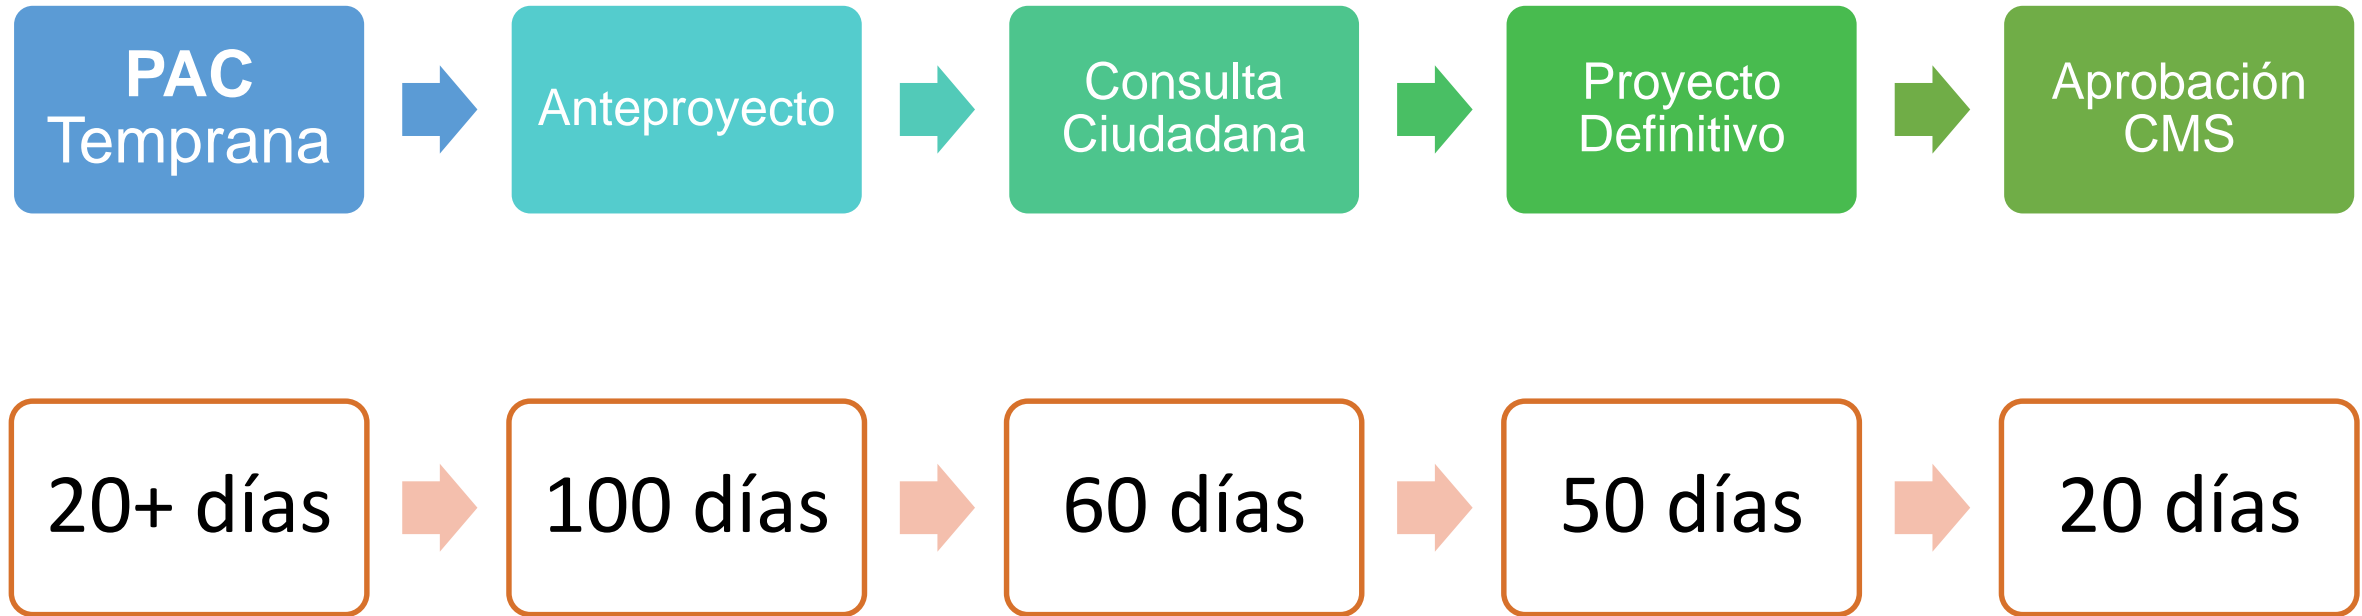 PAC
Temprana
Anteproyecto
Consulta
Ciudadana
Proyecto
Definitivo
Aprobación
CMS
20+ días
100 días
60 días
50 días
20 días